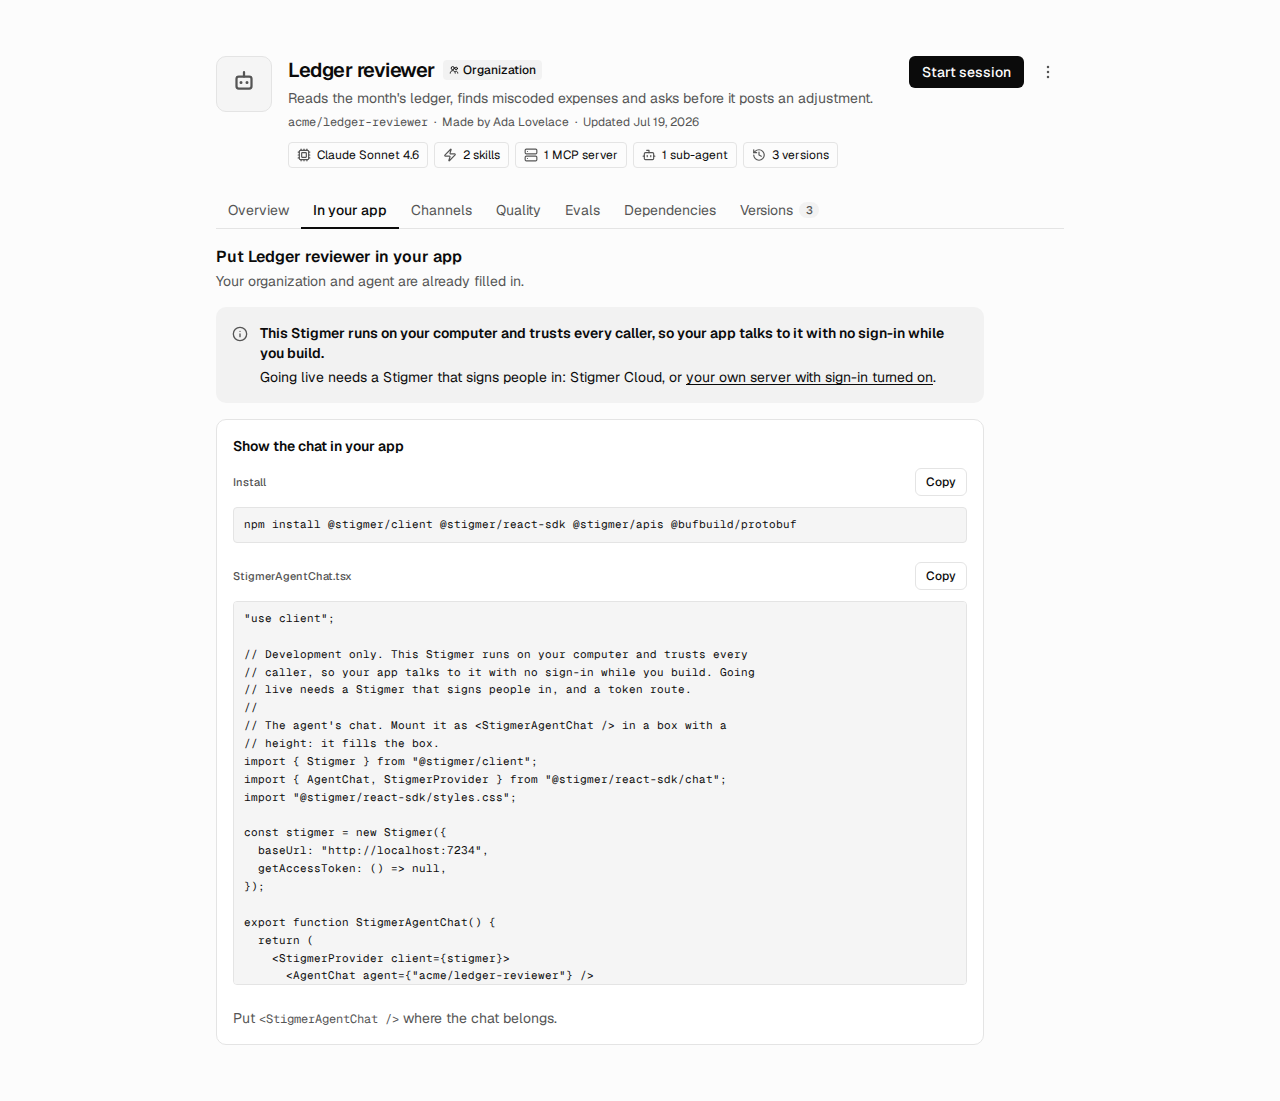 Ledger reviewer
Organization
Start session
Reads the month's ledger, finds miscoded expenses and asks before it posts an adjustment.
acme/ledger-reviewer · Made by Ada Lovelace · Updated Jul 19, 2026
Claude Sonnet 4.6
2 skills
1 MCP server
1 sub-agent
3 versions
Overview
In your app
Channels
Quality
Evals
Dependencies
Versions 3
Put Ledger reviewer in your app
Your organization and agent are already filled in.
This Stigmer runs on your computer and trusts every caller, so your app talks to it with no sign-in while
you build.
Going live needs a Stigmer that signs people in: Stigmer Cloud, or your own server with sign-in turned on.
Show the chat in your app
Install
Copy
npm install @stigmer/client @stigmer/react-sdk @stigmer/apis @bufbuild/protobuf
StigmerAgentChat.tsx
Copy
"use client";
// Development only. This Stigmer runs on your computer and trusts every
// caller, so your app talks to it with no sign-in while you build. Going
// live needs a Stigmer that signs people in, and a token route.
//
// The agent's chat. Mount it as <StigmerAgentChat /> in a box with a
// height: it fills the box.
import { Stigmer } from "@stigmer/client";
import { AgentChat, StigmerProvider } from "@stigmer/react-sdk/chat";
import "@stigmer/react-sdk/styles.css";
const stigmer = new Stigmer({
  baseUrl: "http://localhost:7234",
  getAccessToken: () => null,
});
export function StigmerAgentChat() {
  return (
    <StigmerProvider client={stigmer}>
      <AgentChat agent={"acme/ledger-reviewer"} />
Put <StigmerAgentChat /> where the chat belongs.